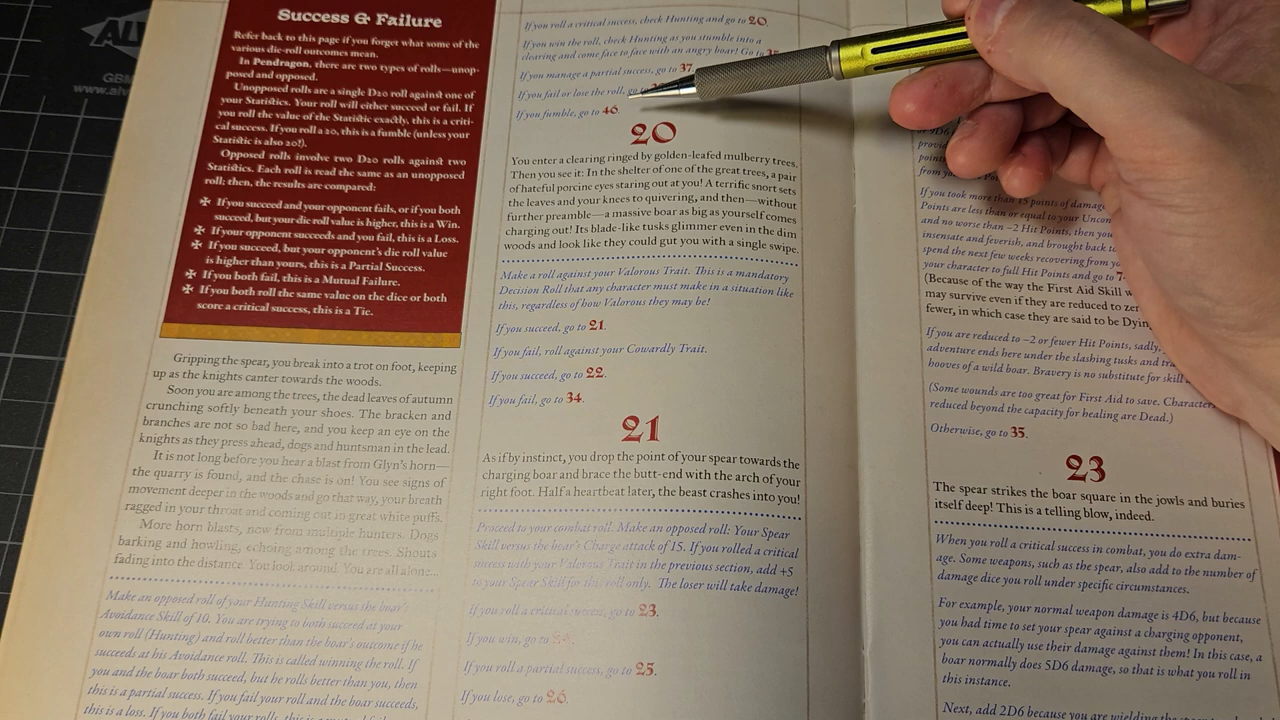 Success & Failure
Refer back to this page if you forget what some of the
various die-roll outcomes mean.
In Pendragon, there are two types of rolls—unop-
posed and opposed.
Unopposed rolls are a single D20 roll against one of
your Statistics. Your roll will either succeed or fail. If
you roll the value of the Statistic exactly, this is a criti-
cal success. If you roll a 20, this is a fumble (unless your
Statistic is also 20!).
Opposed rolls involve two D20 rolls against two
Statistics. Each roll is read the same as an unopposed
roll; then, the results are compared:
✠ If you succeed and your opponent fails, or if you both
succeed, but your die roll value is higher, this is a Win.
✠ If your opponent succeeds and you fail, this is a Loss.
✠ If you succeed, but your opponent's die roll value
is higher than yours, this is a Partial Success.
✠ If you both fail, this is a Mutual Failure.
✠ If you both roll the same value on the dice or both
score a critical success, this is a Tie.
Gripping the spear, you break into a trot on foot, keeping
up as the knights canter towards the woods.
Soon you are among the trees, the dead leaves of autumn
crunching softly beneath your shoes. The bracken and
branches are not so bad here, and you keep an eye on the
knights as they press ahead, dogs and huntsman in the lead.
It is not long before you hear a blast from Glyn's horn—
the quarry is found, and the chase is on! You see signs of
movement deeper in the woods and go that way, your breath
ragged in your throat and coming out in great white puffs.
More horn blasts, now from multiple hunters. Dogs
barking and howling, echoing among the trees. Shouts
fading into the distance. You look around. You are all alone...
Make an opposed roll of your Hunting Skill versus the boar's
Avoidance Skill of 10. You are trying to both succeed at your
own roll (Hunting) and roll better than the boar's outcome if he
succeeds at his Avoidance roll. This is called winning the roll. If
you and the boar both succeed, but he rolls better than you, then
this is a partial success. If you fail your roll and the boar succeeds,
this is a loss. If you both fail your rolls, this is a
If you roll a critical success, check Hunting and go to 20.
If you win the roll, check Hunting as you stumble into a
clearing and come face to face with an angry boar! Go to
If you manage a partial success, go to 37.
If you fail or lose the roll, go to
If you fumble, go to 46.
20
You enter a clearing ringed by golden-leafed mulberry trees.
Then you see it: In the shelter of one of the great trees, a pair
of hateful porcine eyes staring out at you! A terrific snort sets
the leaves and your knees to quivering, and then—without
further preamble—a massive boar as big as yourself comes
charging out! Its blade-like tusks glimmer even in the dim
woods and look like they could gut you with a single swipe.
Make a roll against your Valorous Trait. This is a mandatory
Decision Roll that any character must make in a situation like
this, regardless of how Valorous they may be!
If you succeed, go to 21.
If you fail, roll against your Cowardly Trait.
If you succeed, go to 22.
If you fail, go to 34.
21
As if by instinct, you drop the point of your spear towards the
charging boar and brace the butt-end with the arch of your
right foot. Half a heartbeat later, the beast crashes into you!
Proceed to your combat roll. Make an opposed roll: Your Spear
Skill versus the boar's Charge attack of 15. If you rolled a critical
success with your Valorous Trait in the previous section, add +5
to your Spear Skill for this roll only. The loser will take damage!
If you roll a critical success, go to 23.
If you win, go to
If you roll a partial success, go to 25.
If you lose, go to 26.
If you took more than 15 points of damage
Points are less than or equal to your
and no worse than -2 Hit Points, then you
insensate and feverish, and brought back to
spend the next few weeks recovering from
your character to full Hit Points and go to
(Because of the way the First Aid Skill
may survive even if they are reduced to
fewer, in which case they are said to be Dying.
If you are reduced to -2 or fewer Hit Points, sadly,
adventure ends here under the slashing tusks and
hooves of a wild boar. Bravery is no substitute for skill
(Some wounds are too great for First Aid to save. Characters
reduced beyond the capacity for healing are Dead.)
Otherwise, go to 35.
23
The spear strikes the boar square in the jowls and buries
itself deep! This is a telling blow, indeed.
When you roll a critical success in combat, you do extra dam-
age. Some weapons, such as the spear, also add to the number of
damage dice you roll under specific circumstances.
For example, your normal weapon damage is 4D6, but because
you had time to set your spear against a charging opponent,
you can actually use their damage against them! In this case, a
boar normally does 5D6 damage, so that is what you roll in
this instance.
Next, add 2D6 because you are wielding the